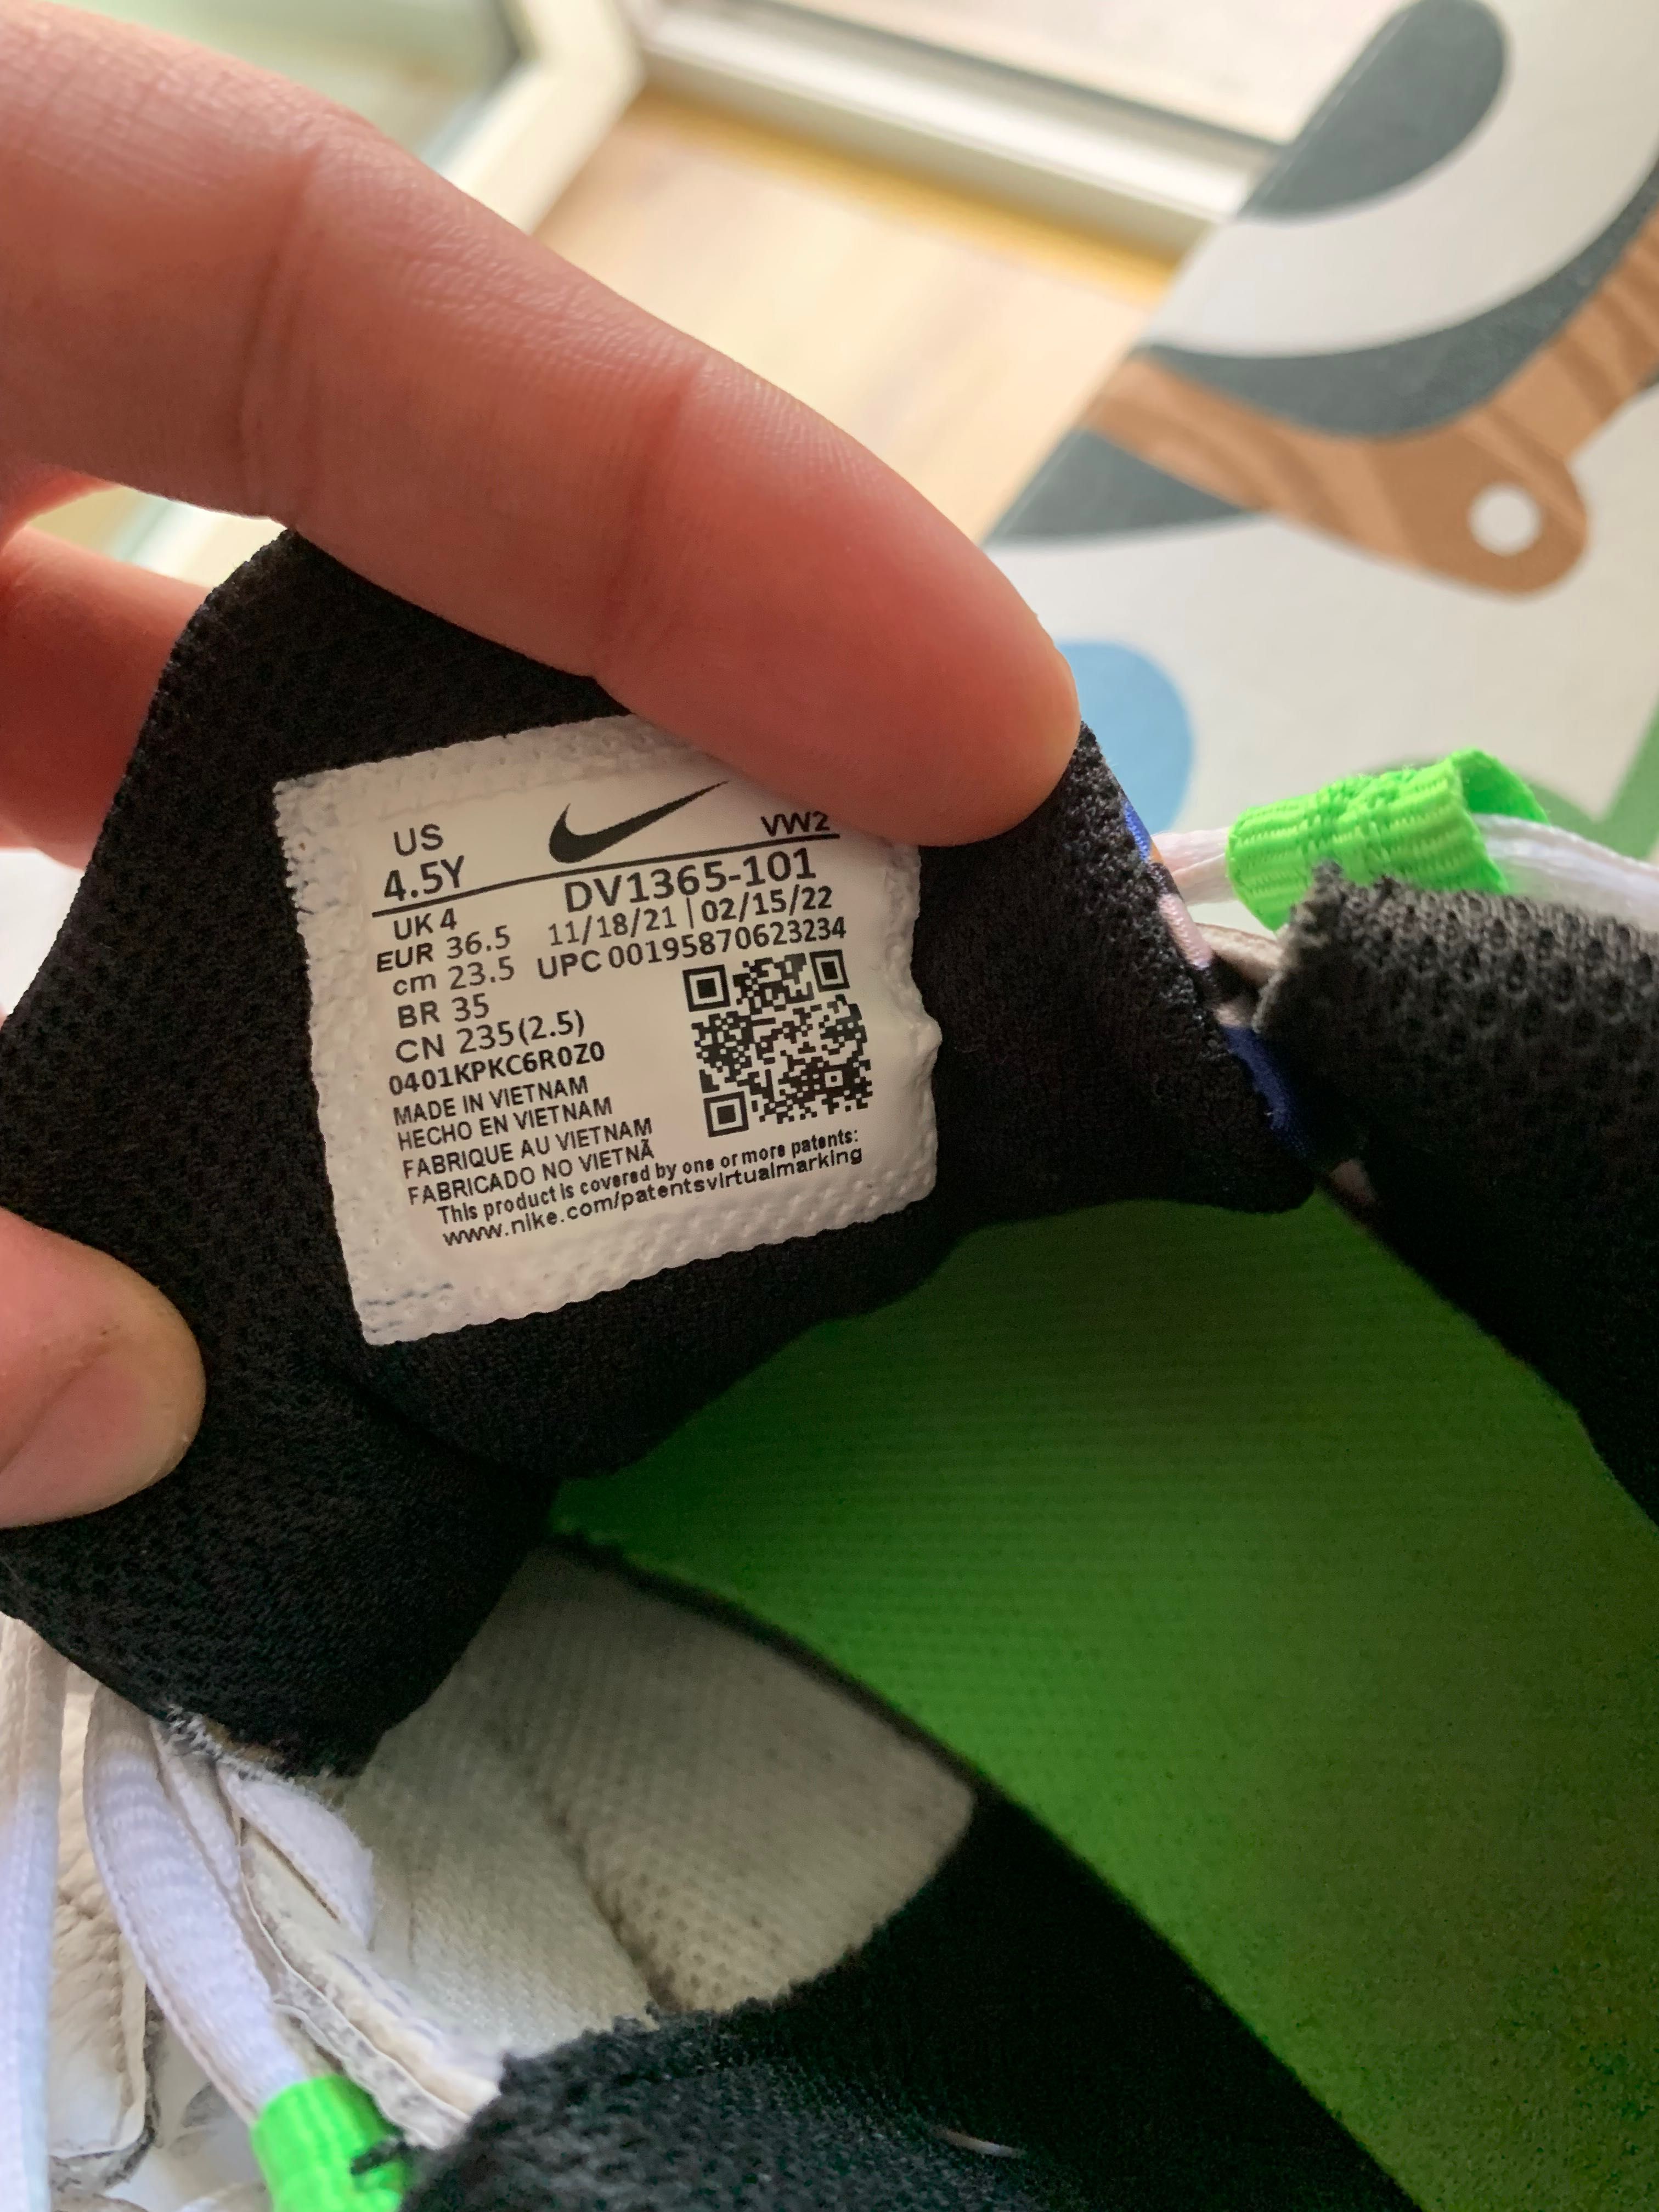 US
4.5Y
VW2
UK 4
DV1365-101
EUR 36.5
11/18/21 | 02/15/22
cm 23.5
UPC 00195870623234
BR 35
CN 235(2.5)
0401KPKC6R0Z0
MADE IN VIETNAM
HECHO EN VIETNAM
FABRIQUE AU VIETNAM
FABRICADO NO VIETNÃ
This product is covered by one or more patents:
www.nike.com/patentsvirtualmarking